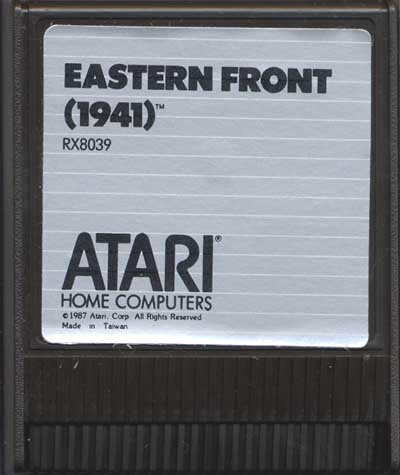 EASTERN FRONT
(1941)™
RX8039
ATARI®
HOME COMPUTERS
©1987 Atari, Corp. All Rights Reserved
Made in Taiwan